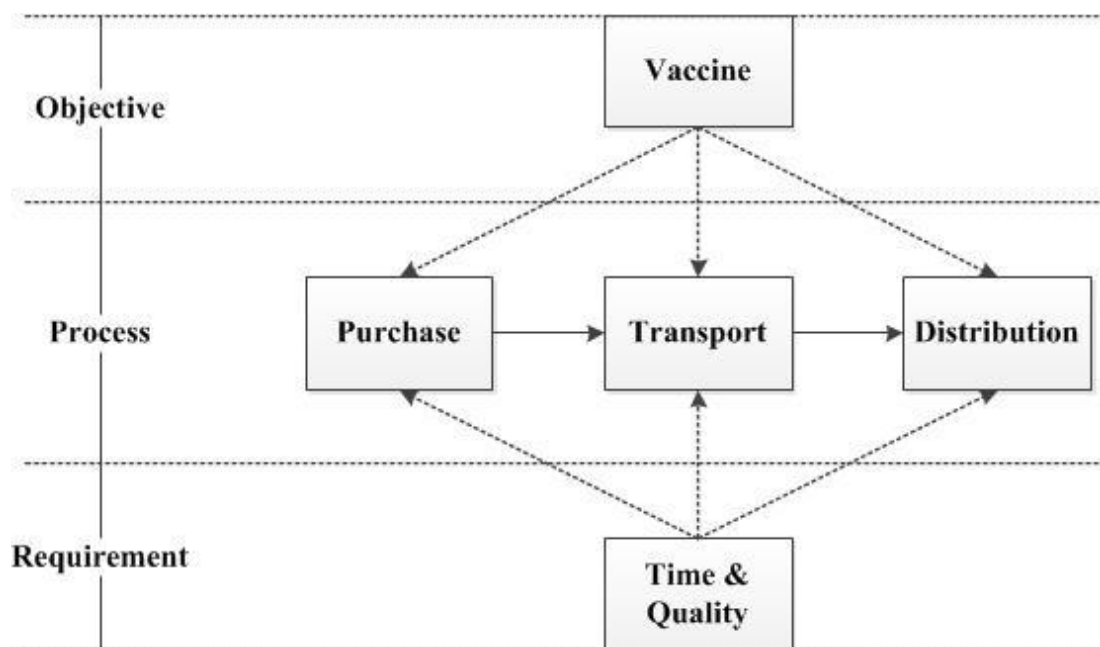 Vaccine
Objective
Process
Purchase
Transport
Distribution
Requirement
Time &
Quality